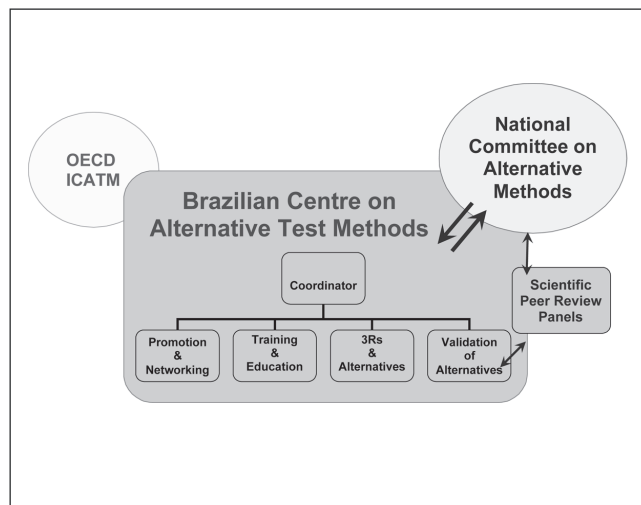 OECD
ICATM
National
Committee on
Alternative
Methods
Brazilian Centre on
Alternative Test Methods
Coordinator
Scientific
Peer Review
Panels
Promotion
&
Networking
Training
&
Education
3Rs
&
Alternatives
Validation
of
Alternatives